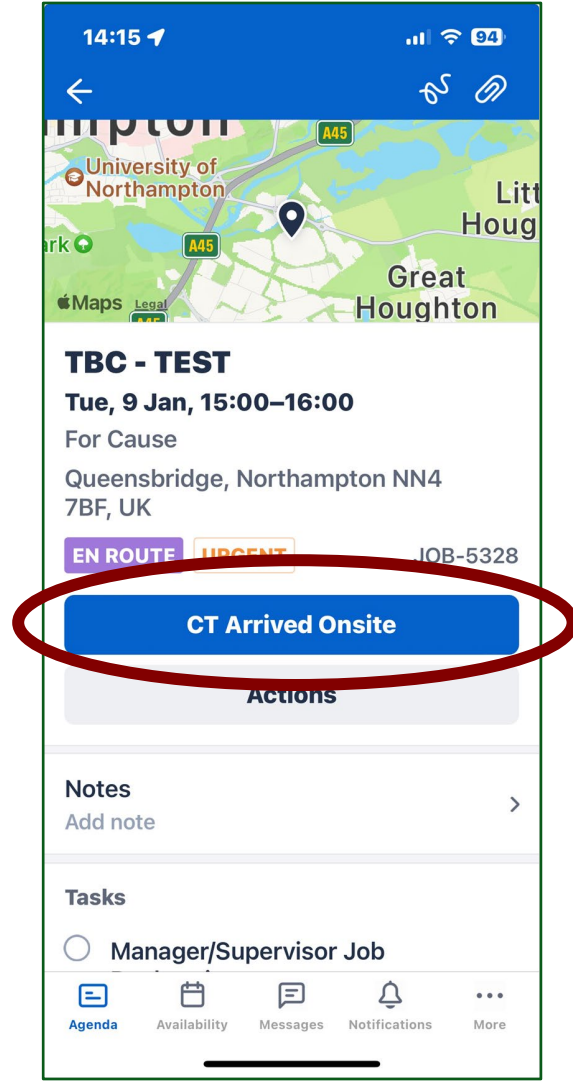 14:15
94
mpton
A45
University of
Northampton
Litt
Houg
ark
A45
Great
Houghton
Maps Legal
A45
TBC - TEST
Tue, 9 Jan, 15:00–16:00
For Cause
Queensbridge, Northampton NN4
7BF, UK
EN ROUTE URGENT JOB-5328
CT Arrived Onsite
Actions
Notes
Add note
Tasks
Manager/Supervisor Job
Agenda Availability Messages Notifications More